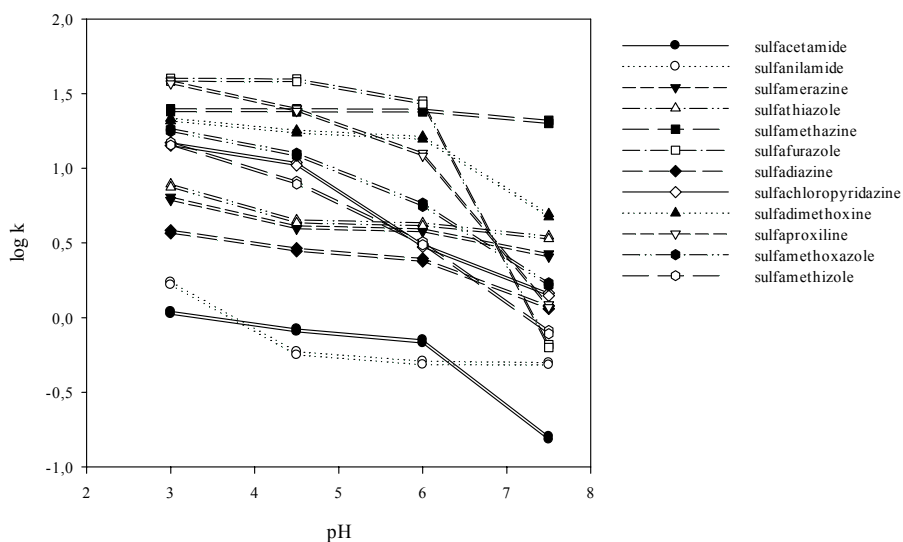 2,0
1,5
1,0
0,5
0,0
-0,5
-1,0
log k
2
3
4
5
6
7
8
pH
sulfacetamide
sulfanilamide
sulfamerazine
sulfathiazole
sulfamethazine
sulfafurazole
sulfadiazine
sulfachloropyridazine
sulfadimethoxine
sulfaproxiline
sulfamethoxazole
sulfamethizole